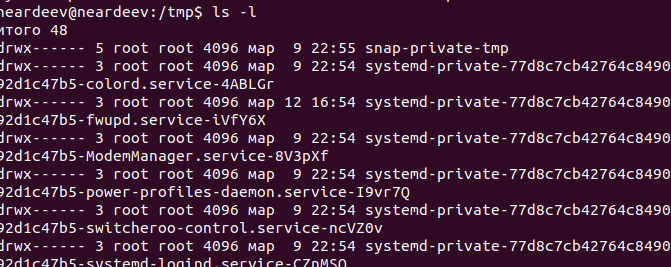 neardeev@neardeev:/tmp$ ls -l
итого 48
drwx------ 5 root root 4096 мар  9 22:55 snap-private-tmp
drwx------ 3 root root 4096 мар  9 22:54 systemd-private-77d8c7cb42764c8490
92d1c47b5-colord.service-4ABLGr
drwx------ 3 root root 4096 мар 12 16:54 systemd-private-77d8c7cb42764c8490
92d1c47b5-fwupd.service-iVfY6X
drwx------ 3 root root 4096 мар  9 22:54 systemd-private-77d8c7cb42764c8490
92d1c47b5-ModemManager.service-8V3pXf
drwx------ 3 root root 4096 мар  9 22:54 systemd-private-77d8c7cb42764c8490
92d1c47b5-power-profiles-daemon.service-I9vr7Q
drwx------ 3 root root 4096 мар  9 22:54 systemd-private-77d8c7cb42764c8490
92d1c47b5-switcheroo-control.service-ncVZ0v
drwx------ 3 root root 4096 мар  9 22:54 systemd-private-77d8c7cb42764c8490
92d1c47b5-systemd-logind.service-CZpMSQ